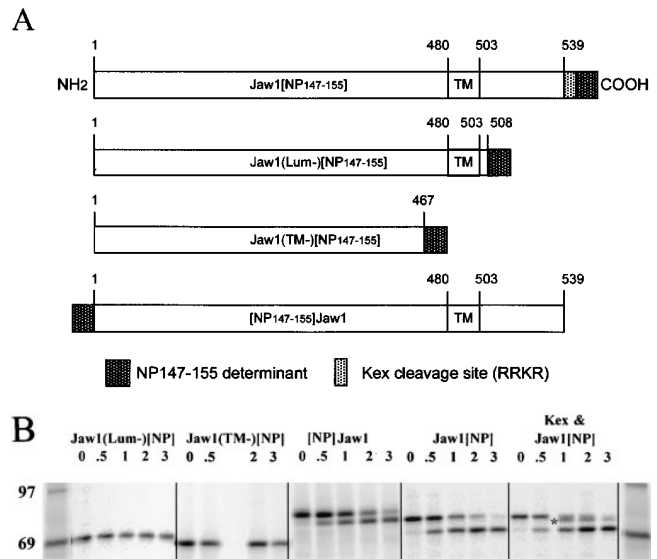 A
1 480 503 539
NH2 Jaw1[NP147-155] TM COOH
1 480 503 508
Jaw1(Lum-)[NP147-155] TM
1 467
Jaw1(TM-)[NP147-155]
1 480 503 539
[NP147-155]Jaw1 TM
NP147-155 determinant Kex cleavage site (RRKR)
B
Kex &
Jaw1(Lum-)[NP] Jaw1(TM-)[NP] [NP]Jaw1 Jaw1[NP] Jaw1[NP]
0 .5 1 2 3 0 .5 2 3 0 .5 1 2 3 0 .5 1 2 3 0 .5 1 2 3
97
*
69